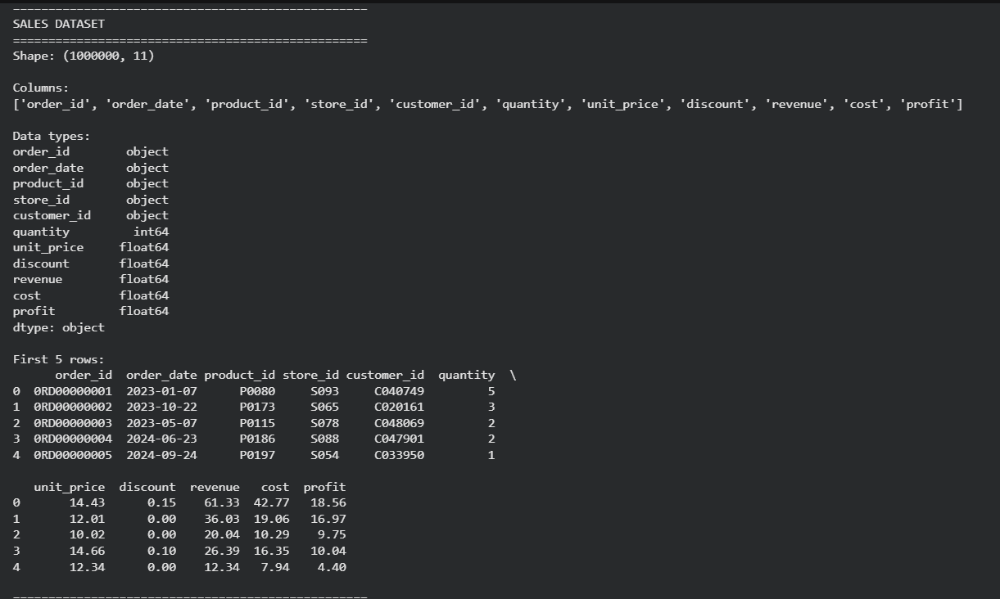 --------------------------------------------------
SALES DATASET
==================================================
Shape: (1000000, 11)
Columns:
['order_id', 'order_date', 'product_id', 'store_id', 'customer_id', 'quantity', 'unit_price', 'discount', 'revenue', 'cost', 'profit']
Data types:
order_id        object
order_date      object
product_id      object
store_id        object
customer_id     object
quantity         int64
unit_price     float64
discount       float64
revenue        float64
cost           float64
profit         float64
dtype: object
First 5 rows:
      order_id  order_date product_id store_id customer_id  quantity  \
0  ORD00000001  2023-01-07      P0080     S093     C040749         5
1  ORD00000002  2023-10-22      P0173     S065     C020161         3
2  ORD00000003  2023-05-07      P0115     S078     C048069         2
3  ORD00000004  2024-06-23      P0186     S088     C047901         2
4  ORD00000005  2024-09-24      P0197     S054     C033950         1
   unit_price  discount  revenue   cost  profit
0       14.43      0.15    61.33  42.77   18.56
1       12.01      0.00    36.03  19.06   16.97
2       10.02      0.00    20.04  10.29    9.75
3       14.66      0.10    26.39  16.35   10.04
4       12.34      0.00    12.34   7.94    4.40
--------------------------------------------------